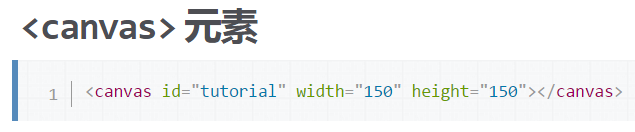 <canvas> 元素
1 <canvas id="tutorial" width="150" height="150"></canvas>